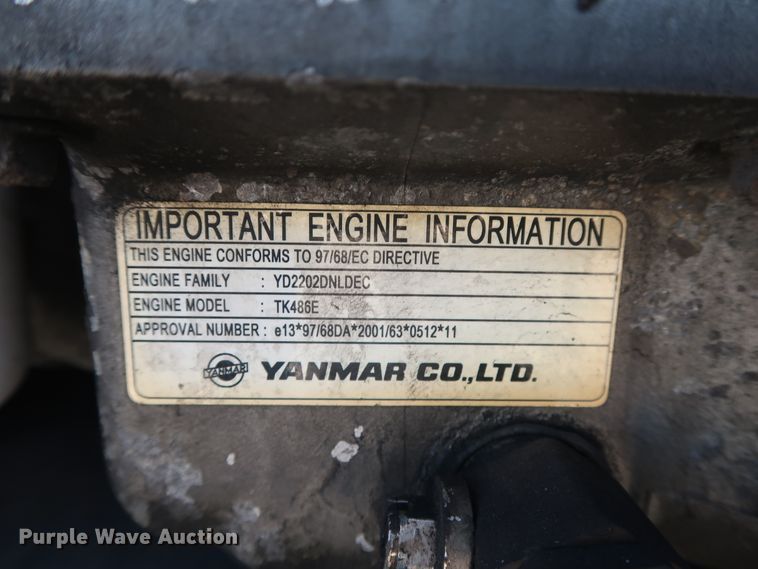 IMPORTANT ENGINE INFORMATION
THIS ENGINE CONFORMS TO 97/68/EC DIRECTIVE
ENGINE FAMILY : YD2202DNLDEC
ENGINE MODEL : TK486E
APPROVAL NUMBER : e13*97/68DA*2001/63*0512*11
YANMAR YANMAR CO.,LTD.
Purple Wave Auction